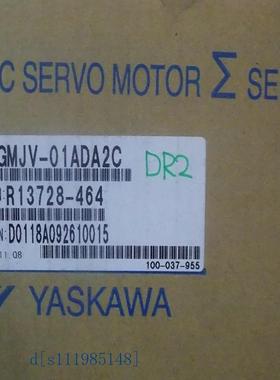 C SERVO MOTOR Σ SE
GMJV-01ADA2C
DR2
R13728-464
N: D0118A092610015
11.08
100-037-955
YASKAWA
d[s111985148]